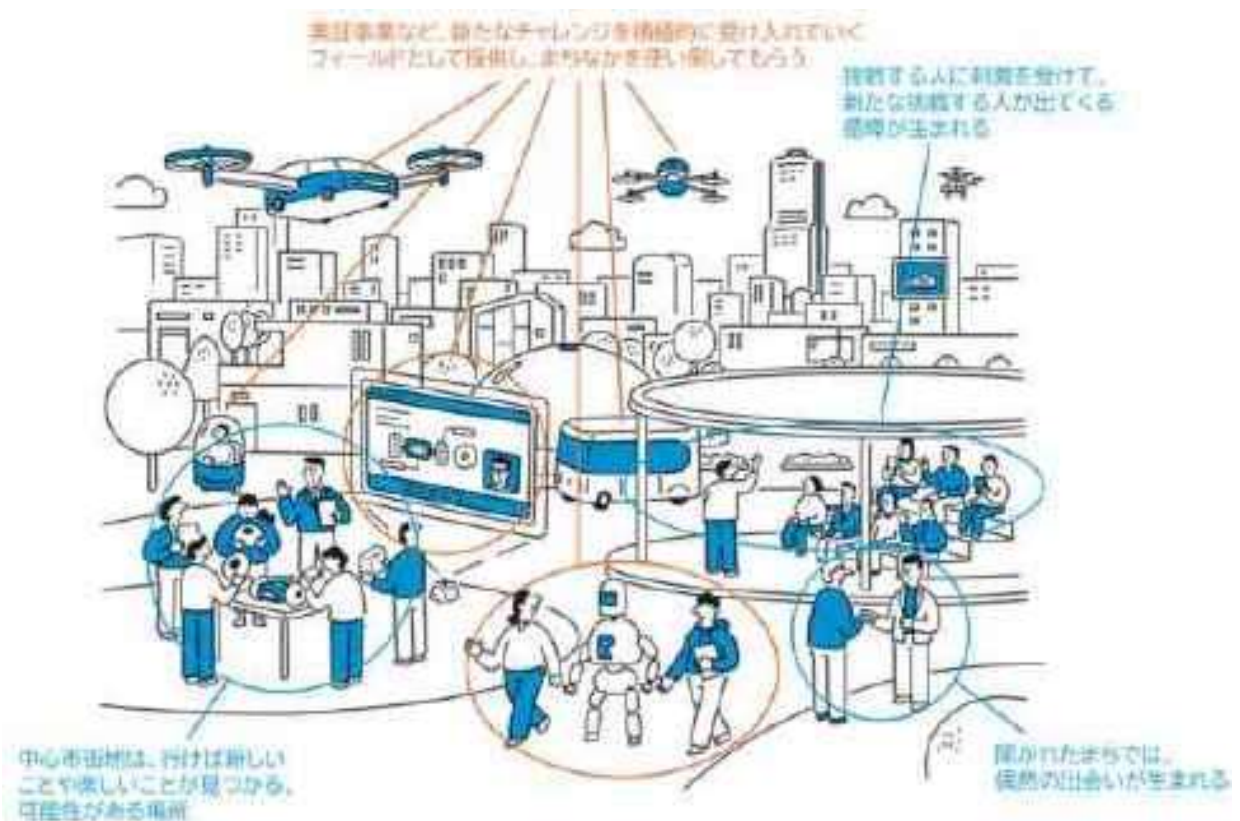 実証事業など、新たなチャレンジを積極的に受け入れていく
フィールドとして提供し、まちなかを使い倒してもらう
挑戦する人に刺激を受けて、
新たな挑戦する人が出てくる
循環が生まれる
中心市街地は、行けば新しい
ことや楽しいことが見つかる、
可能性がある場所
開かれたまちでは、
偶然の出会いが生まれる